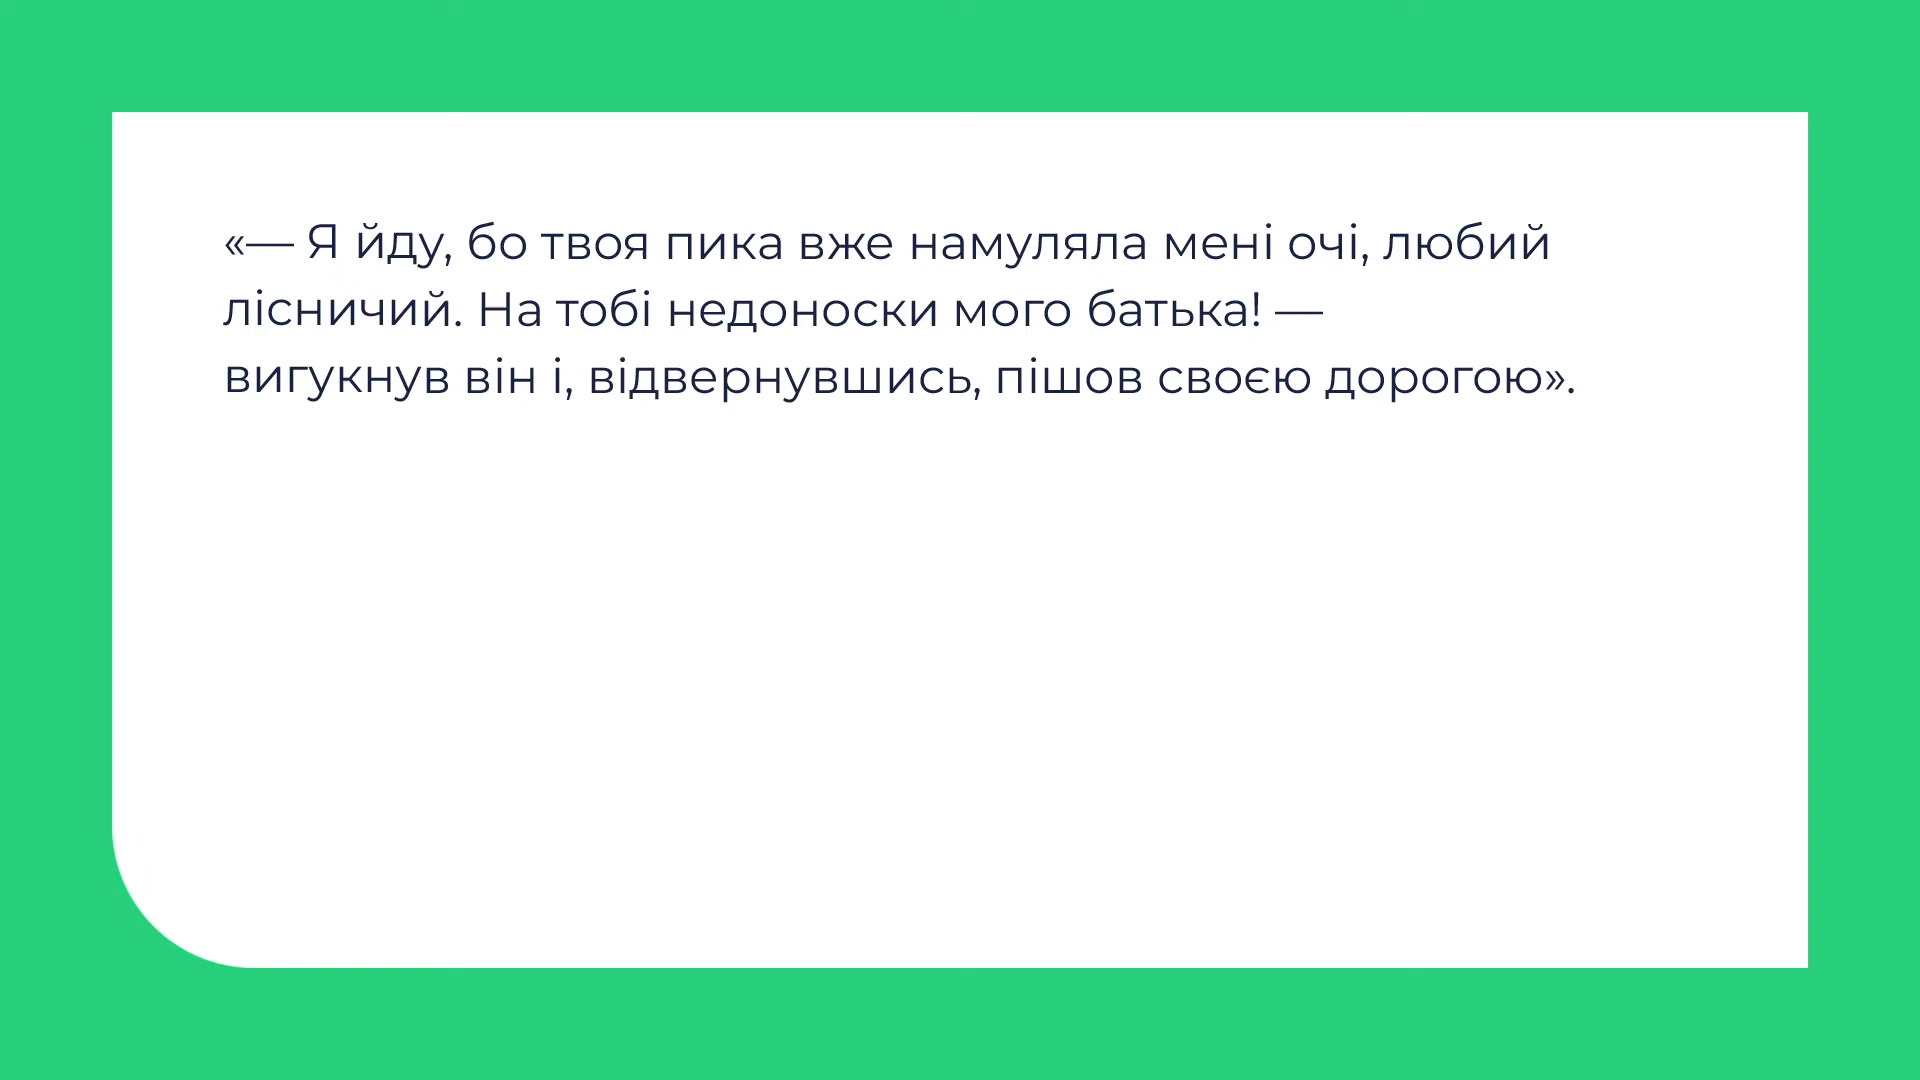 «— Я йду, бо твоя пика вже намуляла мені очі, любий
лісничий. На тобі недоноски мого батька! —
вигукнув він і, відвернувшись, пішов своєю дорогою».